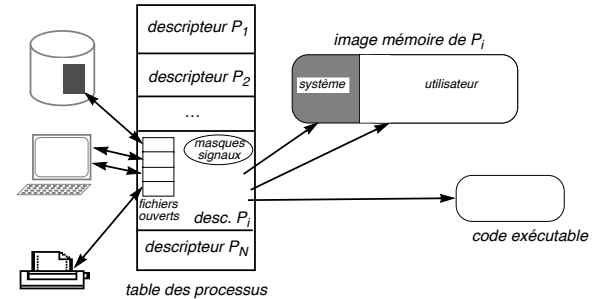 descripteur P1
descripteur P2
...
masques
signaux
fichiers
ouverts
desc. Pi
descripteur PN
table des processus
image mémoire de Pi
système
utilisateur
code exécutable